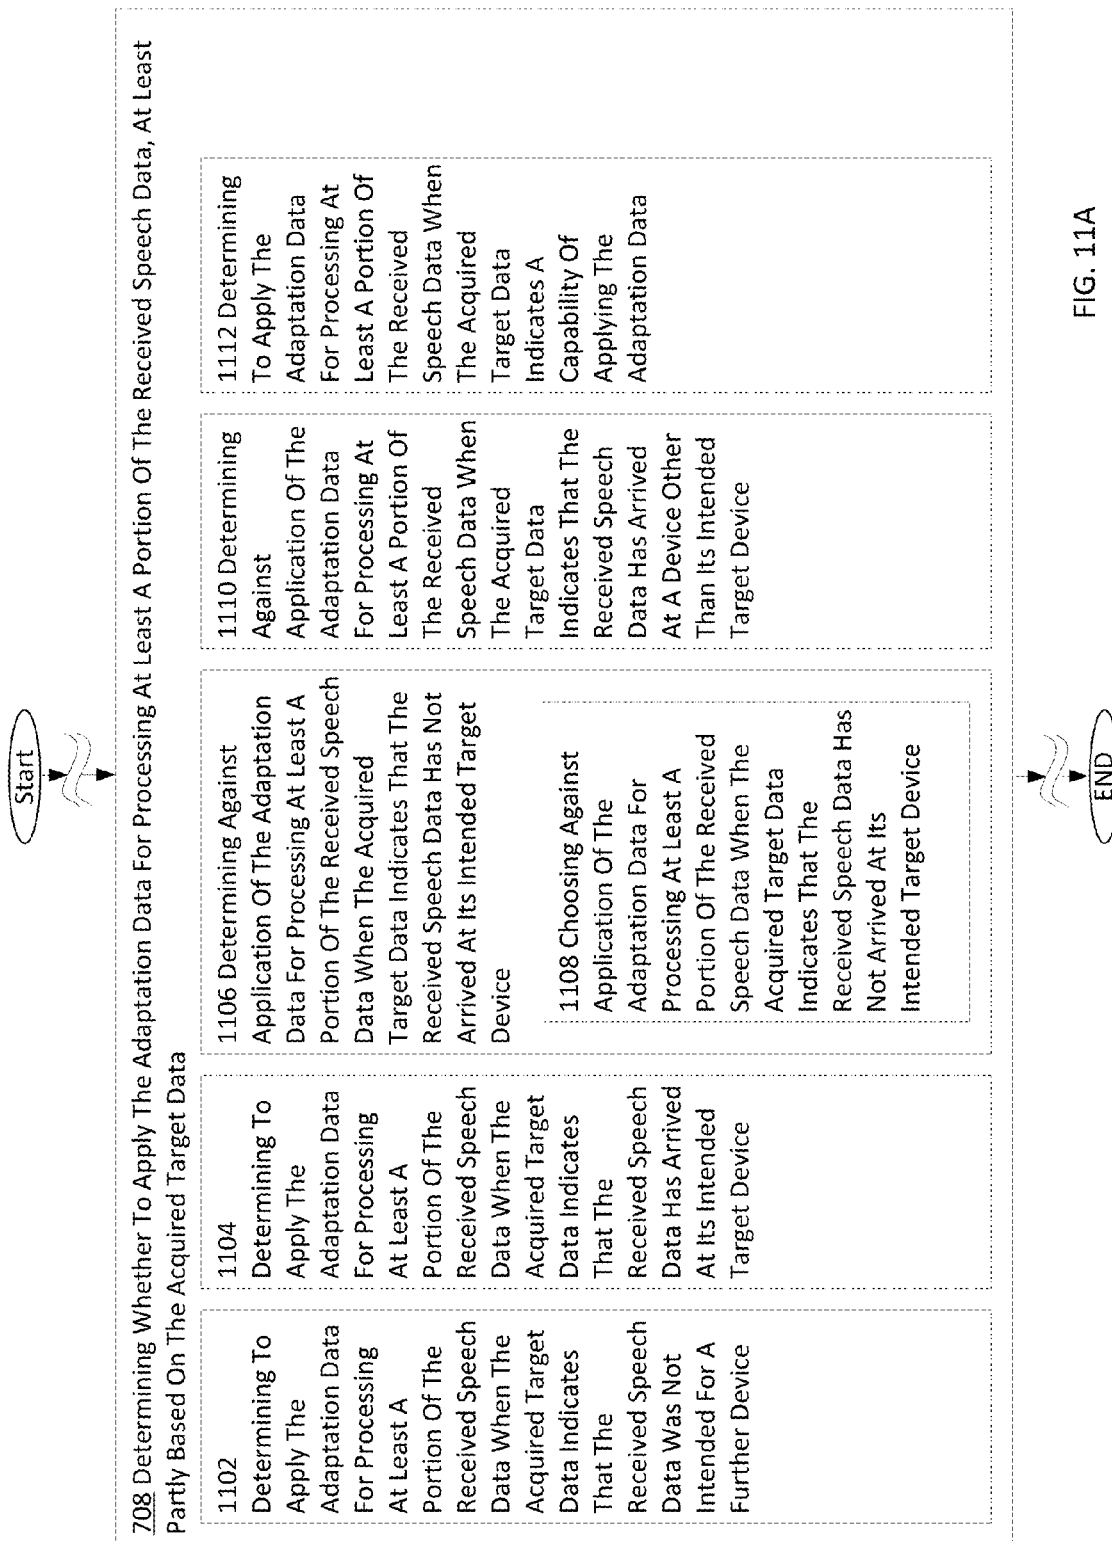 Start
708 Determining Whether To Apply The Adaptation Data For Processing At Least A Portion Of The Received Speech Data, At Least
Partly Based On The Acquired Target Data
1102
Determining To
Apply The
Adaptation Data
For Processing
At Least A
Portion Of The
Received Speech
Data When The
Acquired Target
Data Indicates
That The
Received Speech
Data Was Not
Intended For A
Further Device
1104
Determining To
Apply The
Adaptation Data
For Processing
At Least A
Portion Of The
Received Speech
Data When The
Acquired Target
Data Indicates
That The
Received Speech
Data Has Arrived
At Its Intended
Target Device
1106 Determining Against
Application Of The Adaptation
Data For Processing At Least A
Portion Of The Received Speech
Data When The Acquired
Target Data Indicates That The
Received Speech Data Has Not
Arrived At Its Intended Target
Device
1108 Choosing Against
Application Of The
Adaptation Data For
Processing At Least A
Portion Of The Received
Speech Data When The
Acquired Target Data
Indicates That The
Received Speech Data Has
Not Arrived At Its
Intended Target Device
1110 Determining
Against
Application Of The
Adaptation Data
For Processing At
Least A Portion Of
The Received
Speech Data When
The Acquired
Target Data
Indicates That The
Received Speech
Data Has Arrived
At A Device Other
Than Its Intended
Target Device
1112 Determining
To Apply The
Adaptation Data
For Processing At
Least A Portion Of
The Received
Speech Data When
The Acquired
Target Data
Indicates A
Capability Of
Applying The
Adaptation Data
END
FIG. 11A